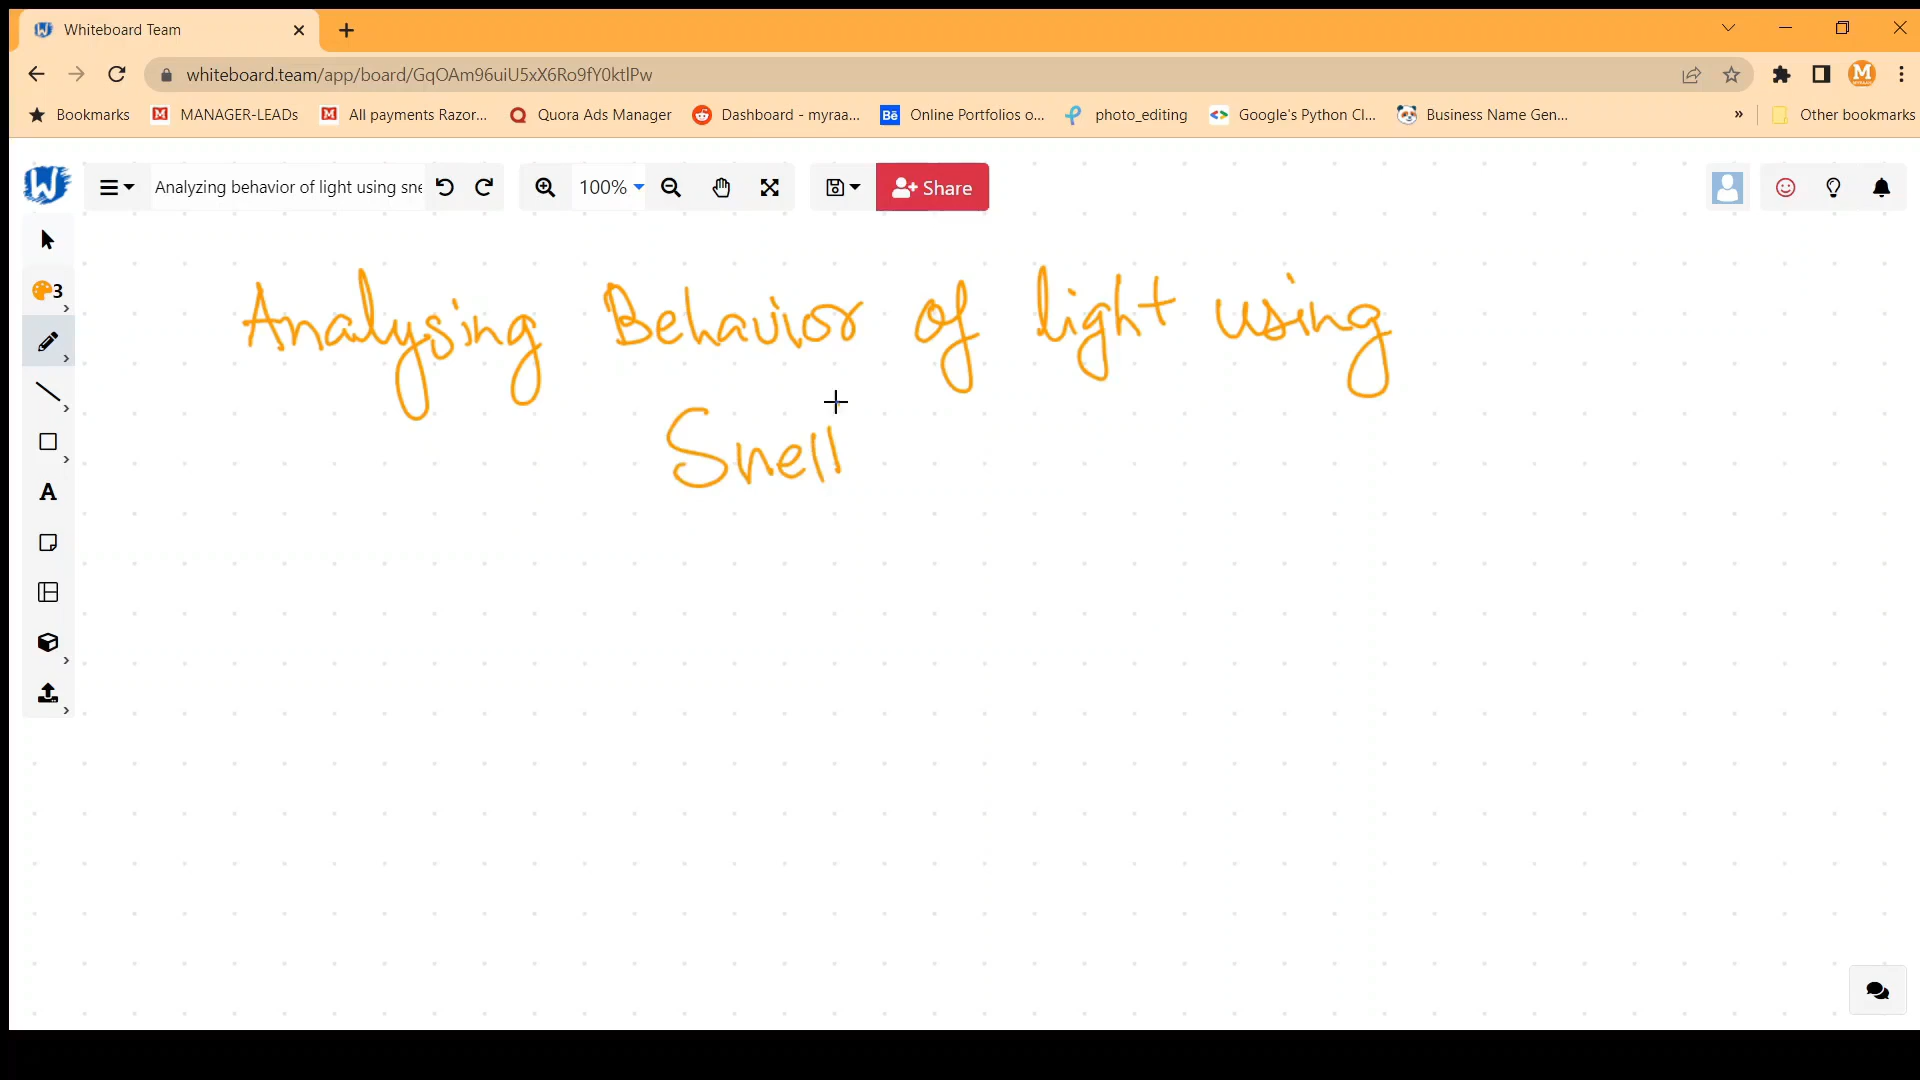 Whiteboard Team
whiteboard.team/app/board/GqOAm96uiU5xX6Ro9fY0ktlPw
Bookmarks MANAGER-LEADs All payments Razor... Quora Ads Manager Dashboard - myraa... Online Portfolios o... photo_editing Google's Python Cl... Business Name Gen... » Other bookmarks
Analyzing behavior of light using sne 100% Share
3
A
Analysing Behavior of light using
Snell